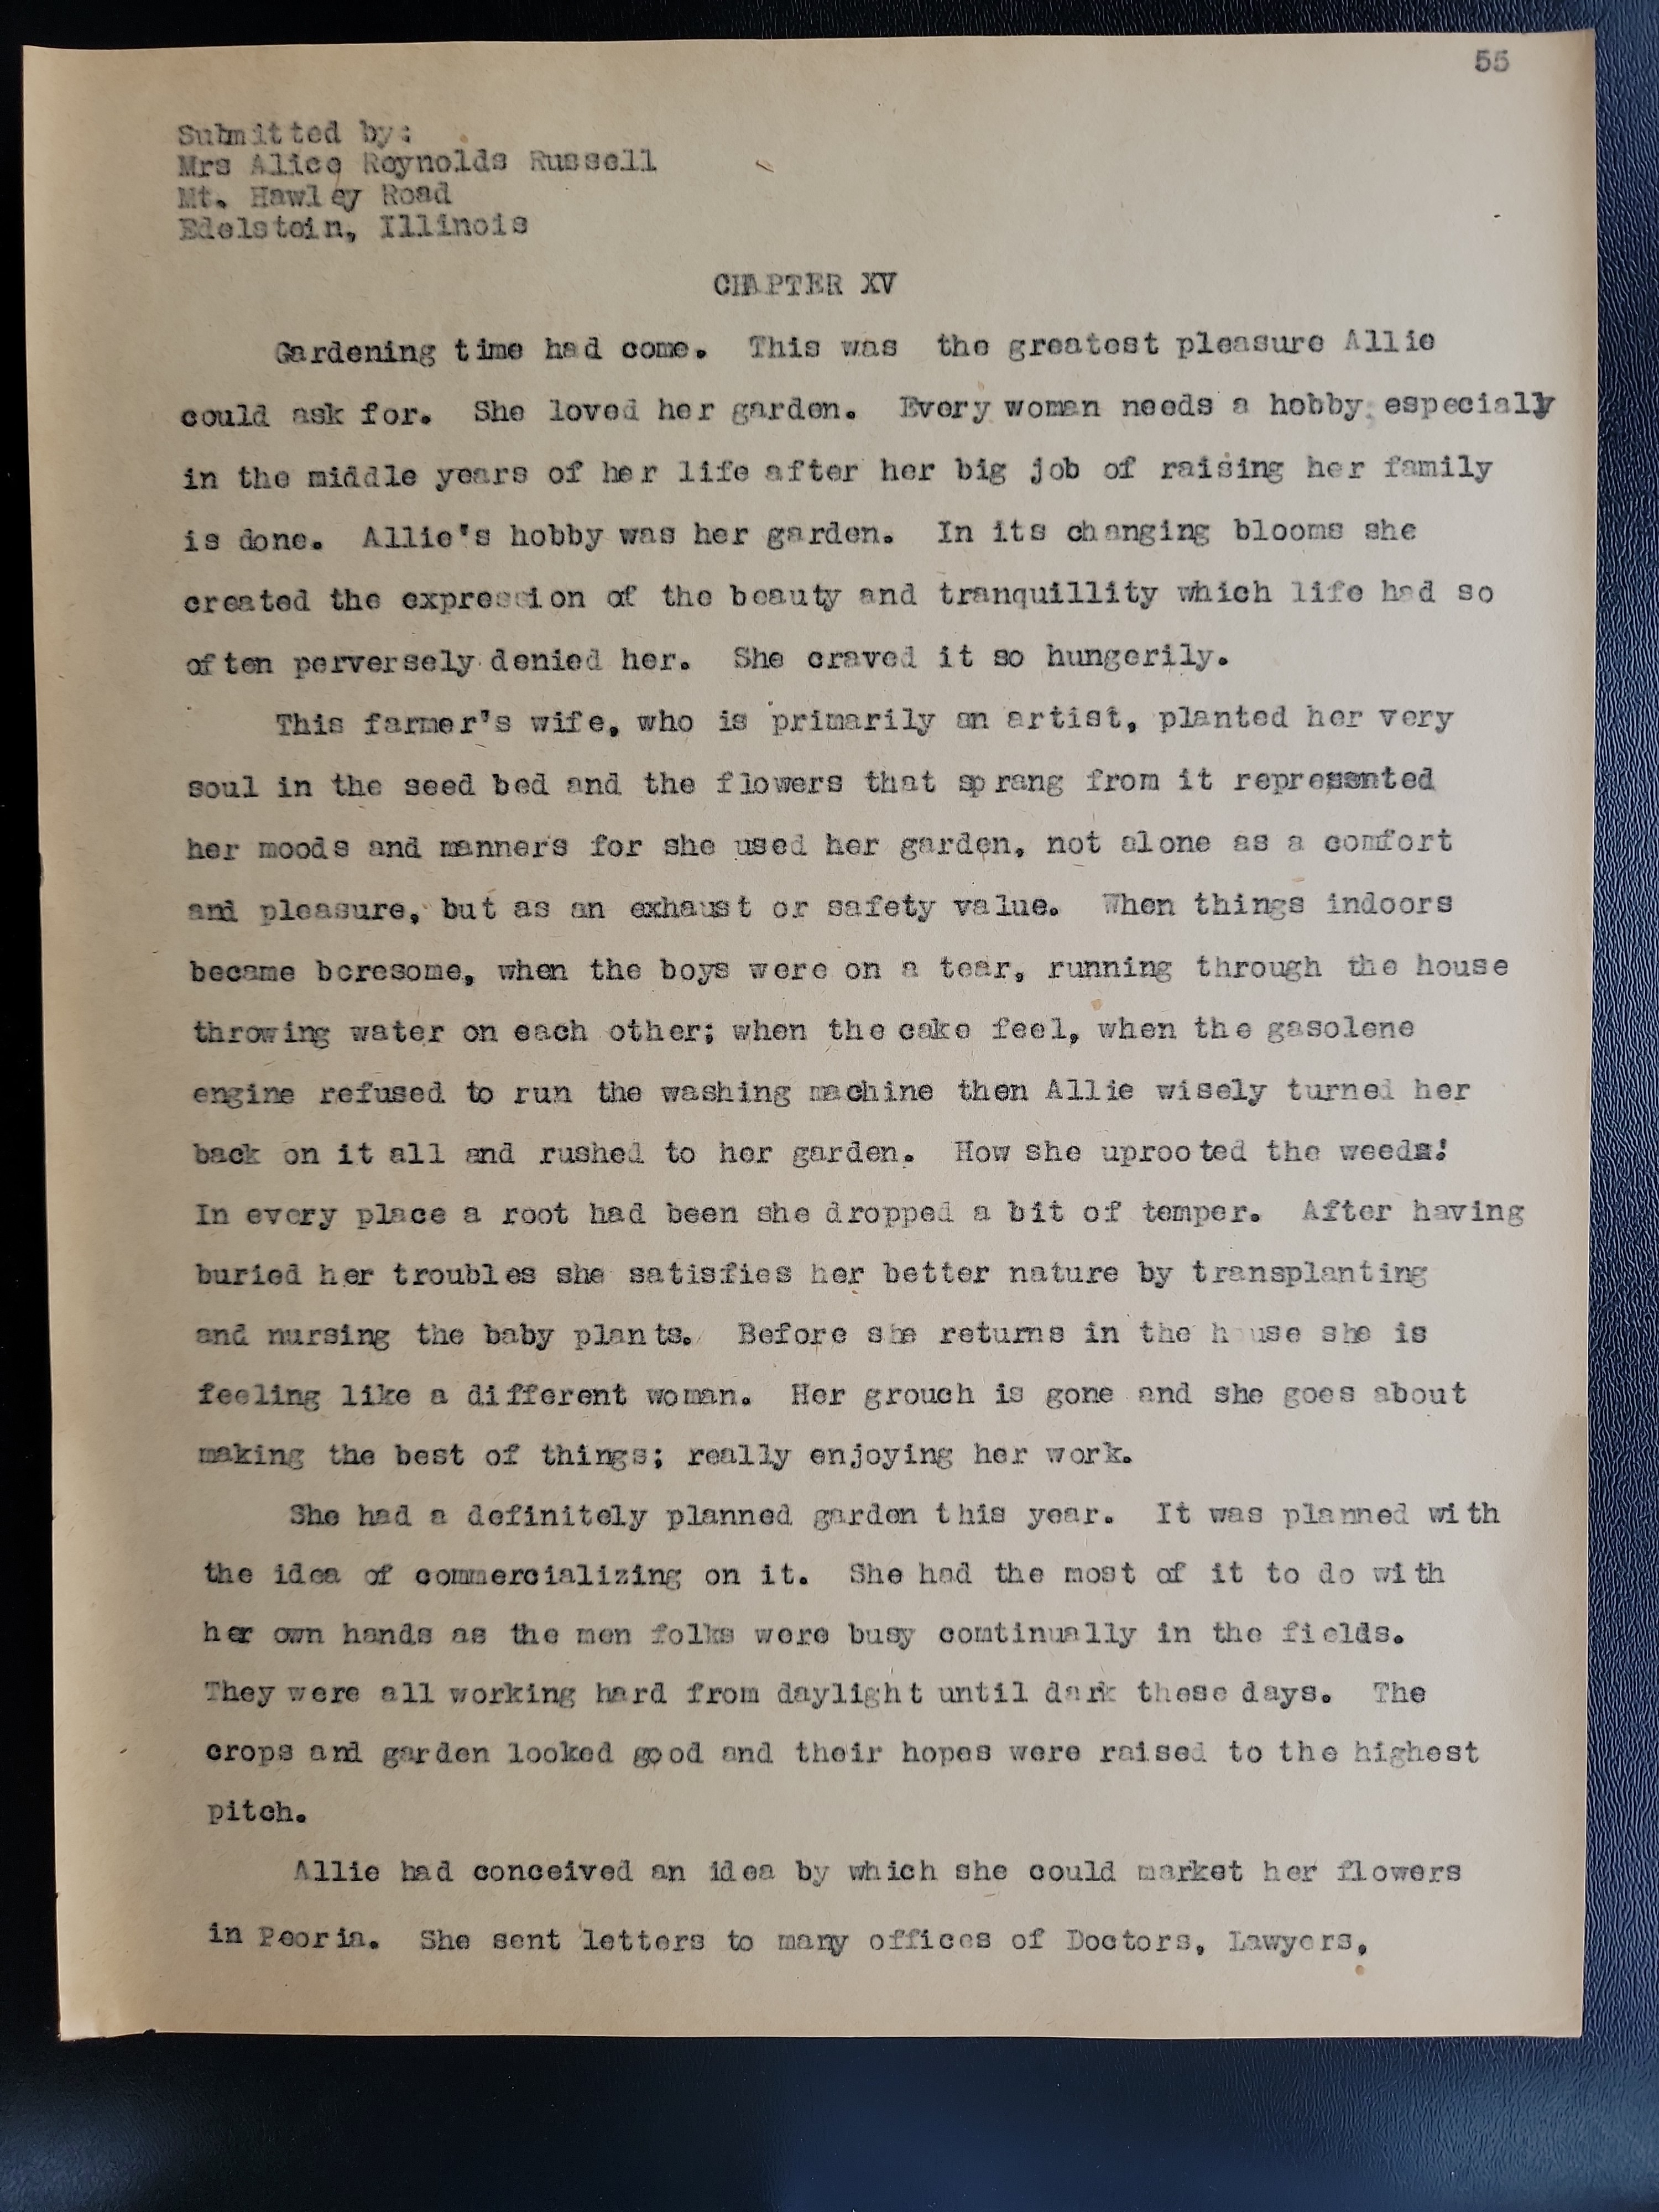 55
Submitted by:
Mrs Alice Reynolds Russell
Mt. Hawley Road
Edelstein, Illinois
CHAPTER XV
Gardening time had come. This was the greatest pleasure Allie
could ask for. She loved her garden. Every woman needs a hobby, especially
in the middle years of her life after her big job of raising her family
is done. Allie's hobby was her garden. In its changing blooms she
created the expression of the beauty and tranquillity which life had so
often perversely denied her. She craved it so hungerily.
This farmer's wife, who is primarily an artist, planted her very
soul in the seed bed and the flowers that sprang from it represented
her moods and manners for she used her garden, not alone as a comfort
and pleasure, but as an exhaust or safety value. When things indoors
became boresome, when the boys were on a tear, running through the house
throwing water on each other; when the cake feel, when the gasolene
engine refused to run the washing machine then Allie wisely turned her
back on it all and rushed to her garden. How she uprooted the weeds!
In every place a root had been she dropped a bit of temper. After having
buried her troubles she satisfies her better nature by transplanting
and nursing the baby plants. Before she returns in the house she is
feeling like a different woman. Her grouch is gone and she goes about
making the best of things; really enjoying her work.
She had a definitely planned garden this year. It was planned with
the idea of commercializing on it. She had the most of it to do with
her own hands as the men folks were busy comtinually in the fields.
They were all working hard from daylight until dark these days. The
crops and garden looked good and their hopes were raised to the highest
pitch.
Allie had conceived an idea by which she could market her flowers
in Peoria. She sent letters to many offices of Doctors, Lawyers,